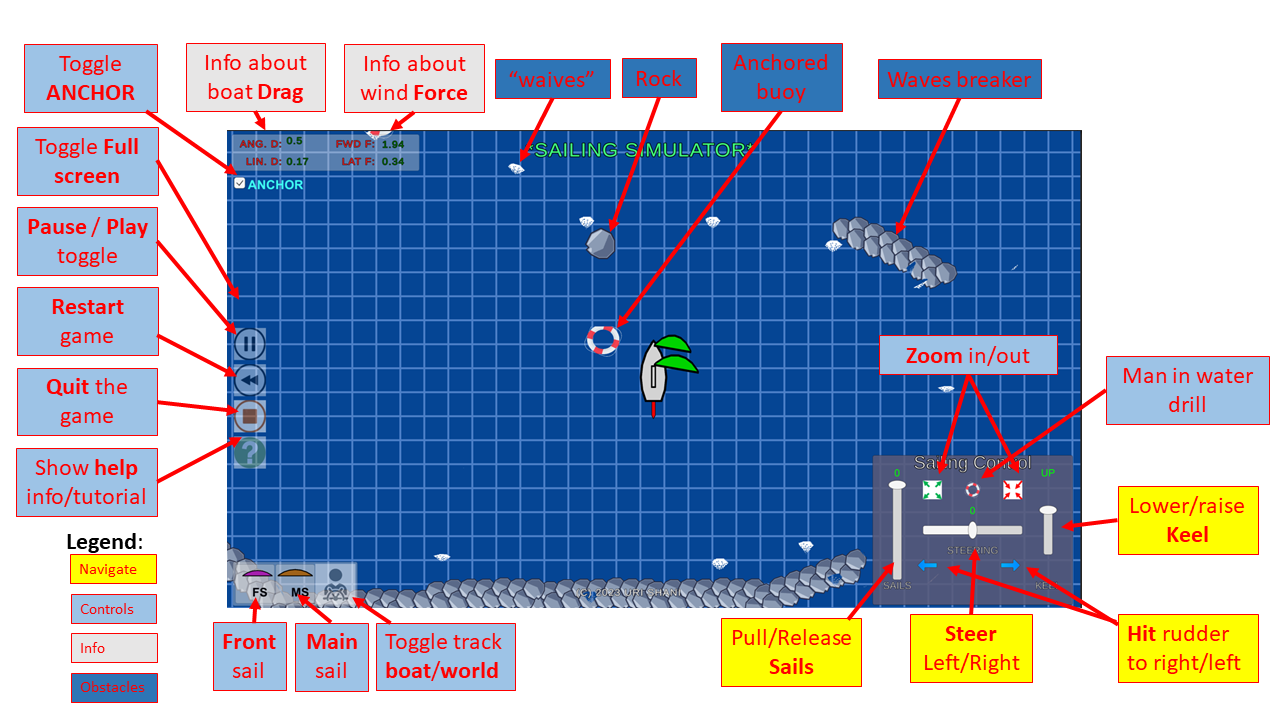 Toggle
ANCHOR
Info about
boat Drag
Info about
wind Force
“waives”
Rock
Anchored
buoy
Waves breaker
Toggle Full
screen
Pause / Play
toggle
Restart
game
Quit the
game
Show help
info/tutorial
ANG. D: 0.5 FWD F: 1.94
LIN. D: 0.17 LAT F: 0.34
*SAILING SIMULATOR*
ANCHOR
Zoom in/out
Man in water
drill
Sailing Control
0
UP
0
STEERING
SAILS
KEEL
Lower/raise
Keel
Legend:
Navigate
Controls
Info
Obstacles
FS
MS
(C) 2023 URI SHANI
Front
sail
Main
sail
Toggle track
boat/world
Pull/Release
Sails
Steer
Left/Right
Hit rudder
to right/left